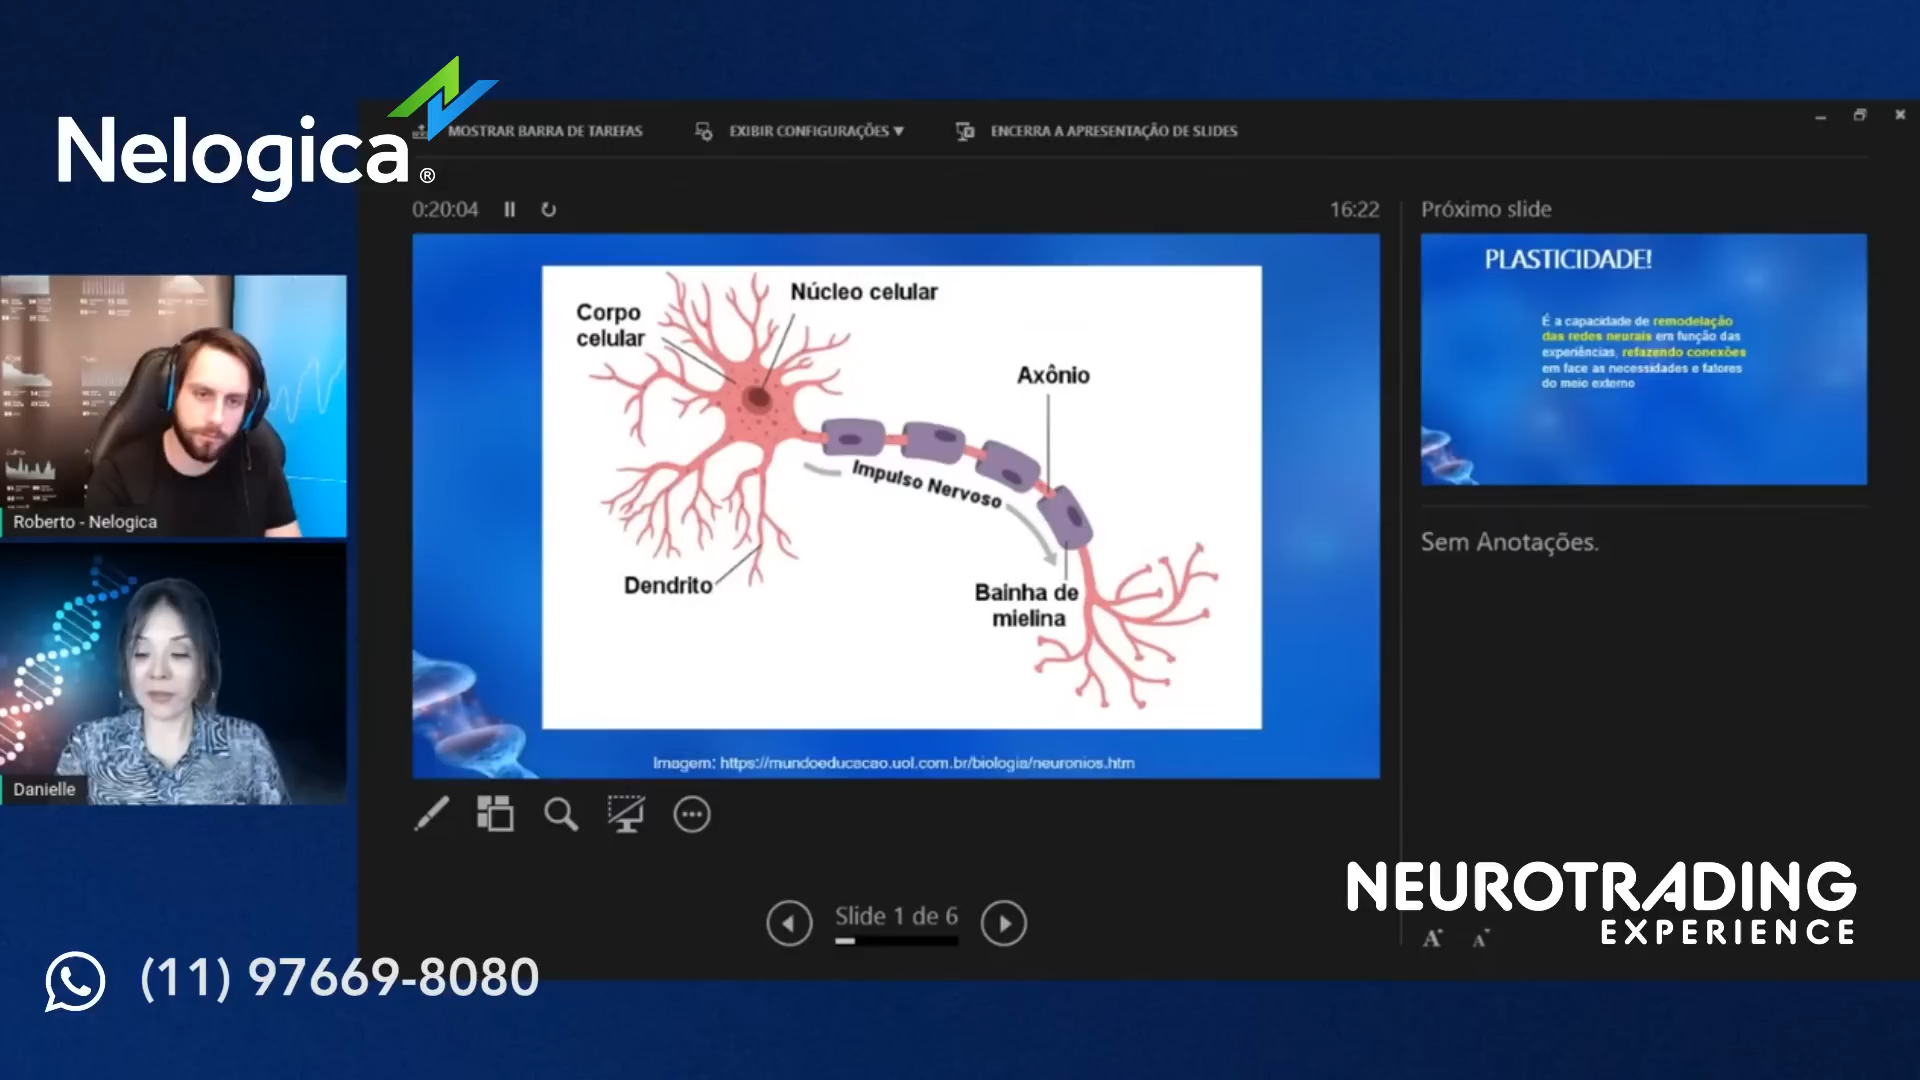 Nelogica®
MOSTRAR BARRA DE TAREFAS
EXIBIR CONFIGURAÇÕES ▼
ENCERRA A APRESENTAÇÃO DE SLIDES
0:20:04
16:22
Próximo slide
Núcleo celular
Corpo
celular
Axônio
Impulso Nervoso
Dendrito
Bainha de
mielina
Imagem: https://mundoeducacao.uol.com.br/biologia/neuronios.htm
PLASTICIDADE!
É a capacidade de remodelação
das redes neurais em função das
experiências, refazendo conexões
em face as necessidades e fatores
do meio externo
Sem Anotações.
Roberto - Nelogica
Danielle
Slide 1 de 6
NEUROTRADING
EXPERIENCE
A A
(11) 97669-8080